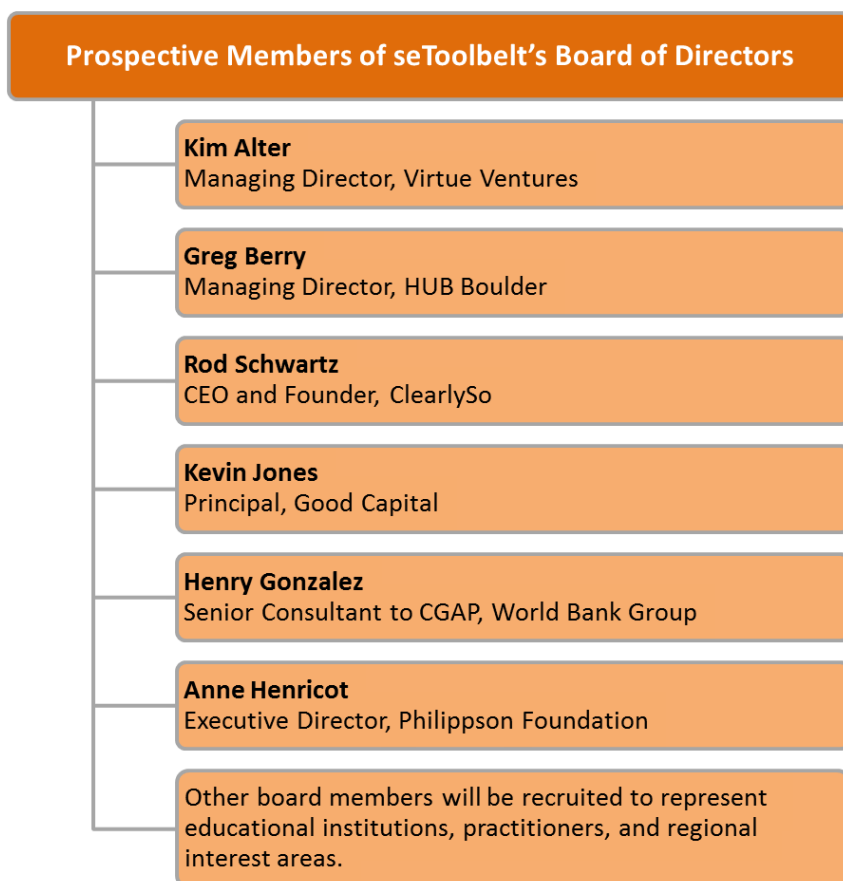 Prospective Members of seToolbelt's Board of Directors
Kim Alter
Managing Director, Virtue Ventures
Greg Berry
Managing Director, HUB Boulder
Rod Schwartz
CEO and Founder, ClearlySo
Kevin Jones
Principal, Good Capital
Henry Gonzalez
Senior Consultant to CGAP, World Bank Group
Anne Henricot
Executive Director, Philippson Foundation
Other board members will be recruited to represent
educational institutions, practitioners, and regional
interest areas.